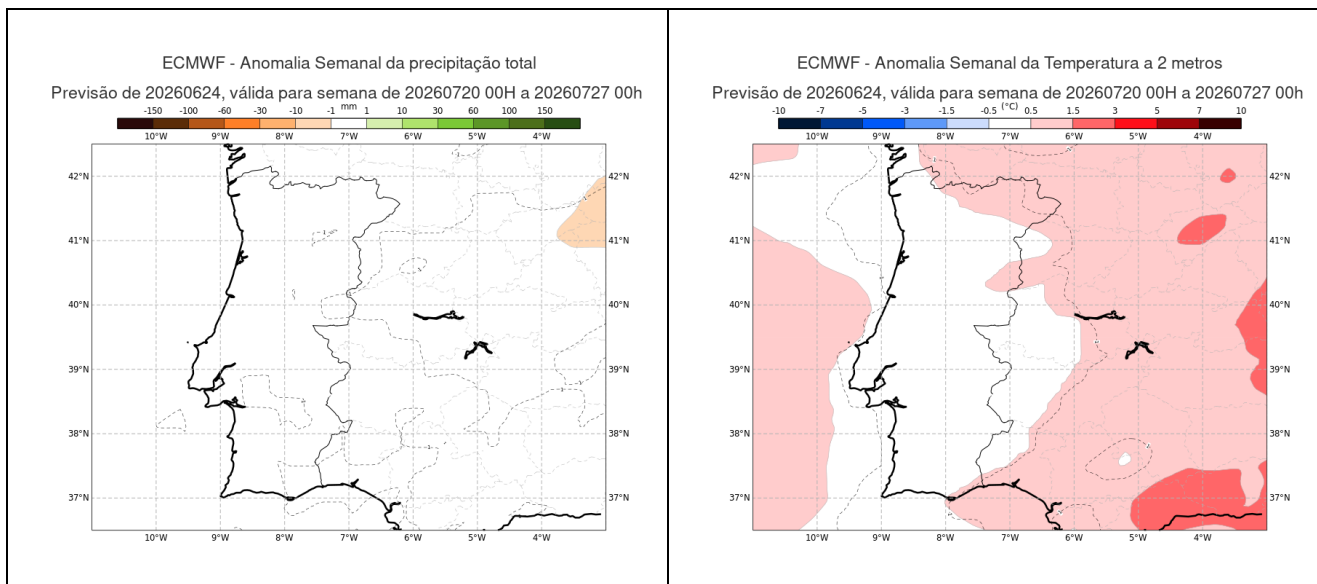 ECMWF - Anomalia Semanal da precipitação total
Previsão de 20260624, válida para semana de 20260720 00H a 20260727 00h
-150 -100 -60 -30 -10 -1 mm 1 10 30 60 100 150
10°W 9°W 8°W 7°W 6°W 5°W 4°W
42°N 42°N
41°N 41°N
40°N 40°N
39°N 39°N
38°N 38°N
37°N 37°N
10°W 9°W 8°W 7°W 6°W 5°W 4°W
ECMWF - Anomalia Semanal da Temperatura a 2 metros
Previsão de 20260624, válida para semana de 20260720 00H a 20260727 00h
-10 -7 -5 -3 -1.5 -0.5 (°C) 0.5 1.5 3 5 7 10
10°W 9°W 8°W 7°W 6°W 5°W 4°W
42°N 42°N
41°N 41°N
40°N 40°N
39°N 39°N
38°N 38°N
37°N 37°N
10°W 9°W 8°W 7°W 6°W 5°W 4°W